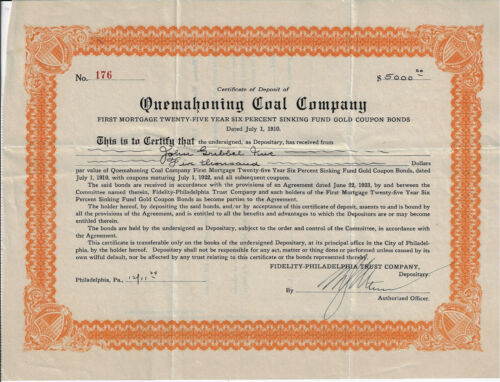 No. 176
$5000 00
Certificate of Deposit of
Quemahoning Coal Company
FIRST MORTGAGE TWENTY-FIVE YEAR SIX PERCENT SINKING FUND GOLD COUPON BONDS
Dated July 1, 1910.
This is to Certify that the undersigned, as Depositary, has received from
John Gribbel
five thousand
Dollars
par value of Quemahoning Coal Company First Mortgage Twenty-five Year Six Percent Sinking Fund Gold Coupon Bonds, dated
July 1, 1910, with coupons maturing July 1, 1932, and all subsequent coupons.
The said bonds are received in accordance with the provisions of an Agreement dated June 22, 1933, by and between the
Committee named therein, Fidelity-Philadelphia Trust Company and such holders of the First Mortgage Twenty-five Year Six
Percent Sinking Fund Gold Coupon Bonds as become parties to the Agreement.
The holder hereof, by depositing the said bonds, and/or by acceptance of this certificate of deposit, assents to and is bound by
all the provisions of the Agreement, and is entitled to all the benefits and advantages to which the Depositors are or may become
entitled therein.
The bonds are held by the undersigned as Depositary, subject to the order and control of the Committee, in accordance with
the Agreement.
This certificate is transferable only on the books of the undersigned Depositary, at its principal office in the City of Philadel-
phia, by the holder hereof. Depositary shall not be responsible for any act, matter or thing done or performed unless caused by its
own wilful default, nor be affected by any trust relating to this certificate or the bonds represented thereby.
FIDELITY-PHILADELPHIA TRUST COMPANY,
Depositary.
Philadelphia, Pa.,
By
Authorized Officer.